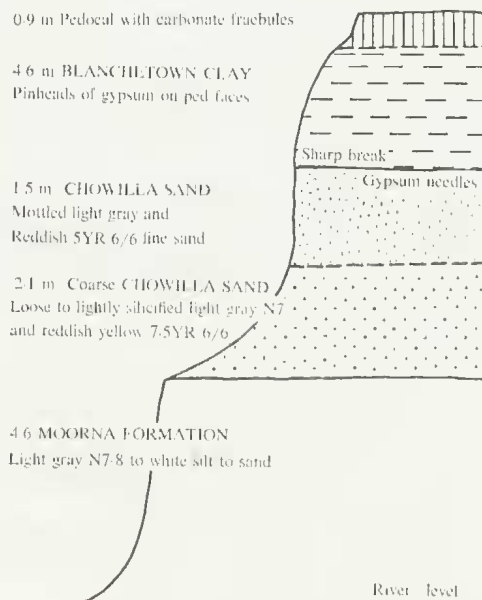 0·9 m Pedocal with carbonate fraebules
4·6 m BLANCHETOWN CLAY
Pinheads of gypsum on ped faces
Sharp break
Gypsum needles
1·5 m CHOWILLA SAND
Mottled light gray and
Reddish 5YR 6/6 fine sand
2·1 m Coarse CHOWILLA SAND
Loose to lightly silicified light gray N7
and reddish yellow 7·5YR 6/6
4·6 MOORNA FORMATION
Light gray N7-8 to white silt to sand
River level